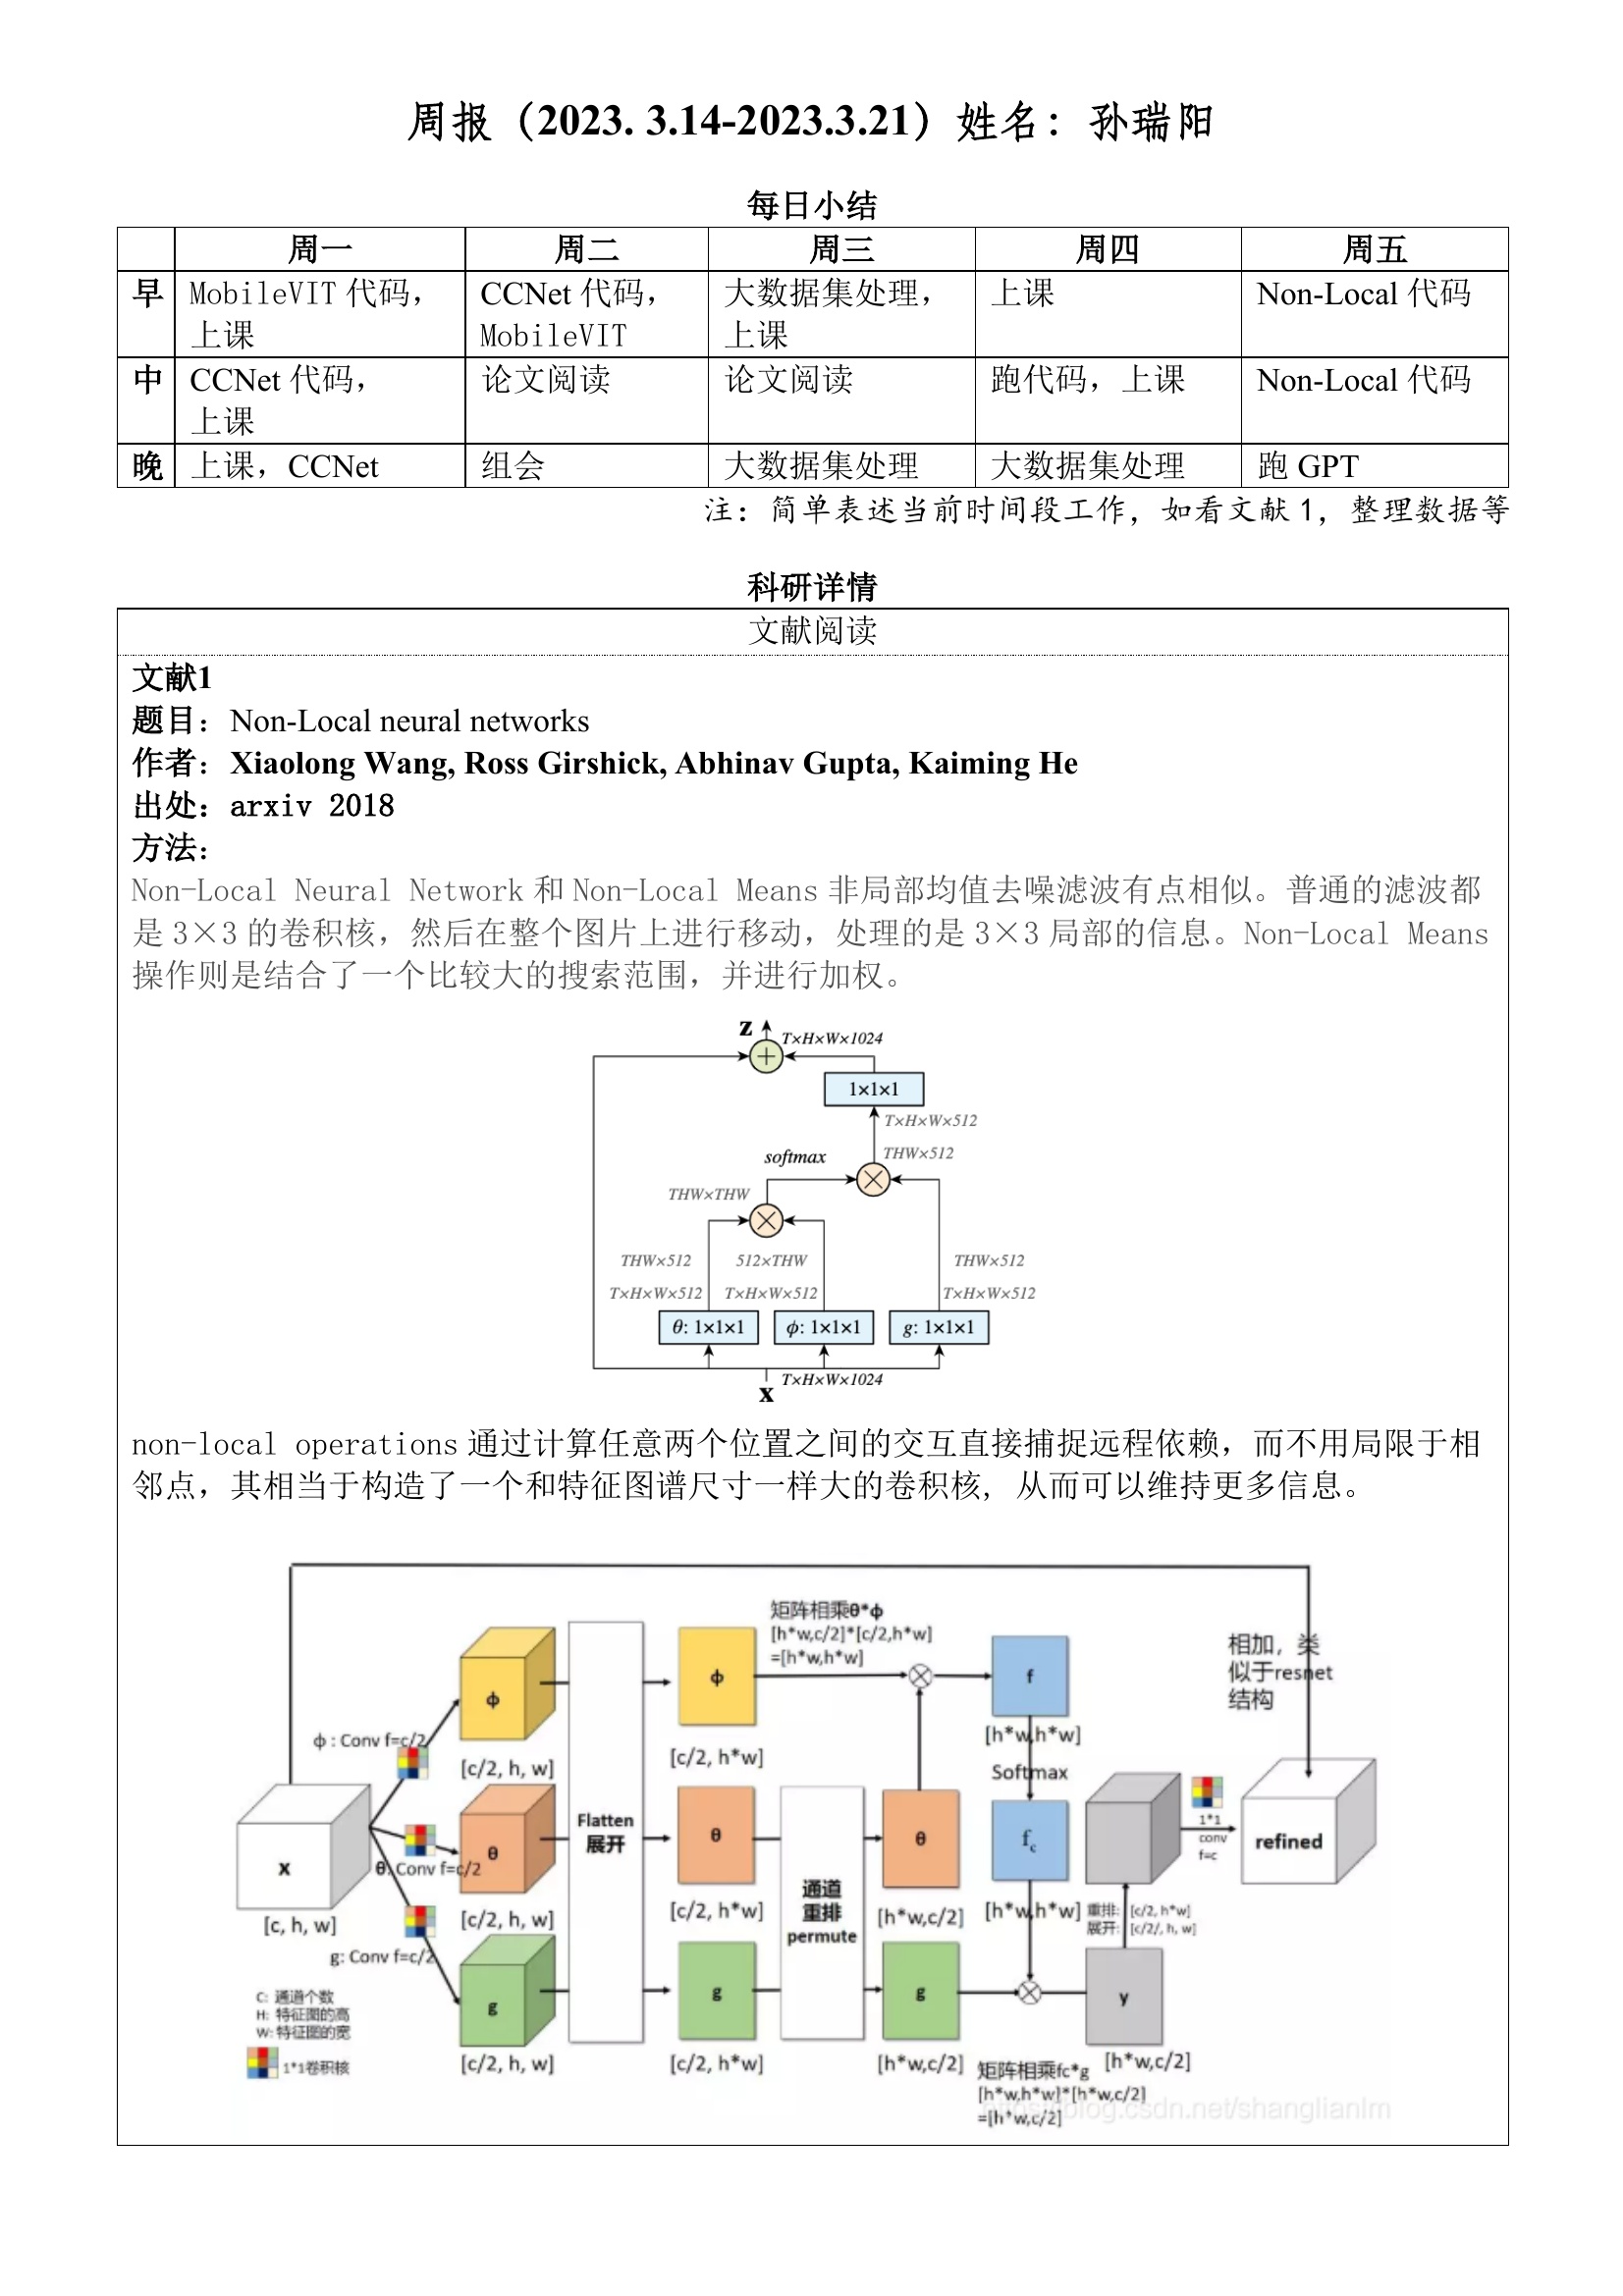 周报（2023. 3.14-2023.3.21）姓名：孙瑞阳
每日小结
周一 周二 周三 周四 周五
早 MobileVIT 代码，上课 CCNet 代码，MobileVIT 大数据集处理，上课 上课 Non-Local 代码
中 CCNet 代码，上课 论文阅读 论文阅读 跑代码，上课 Non-Local 代码
晚 上课，CCNet 组会 大数据集处理 大数据集处理 跑 GPT
注：简单表述当前时间段工作，如看文献 1，整理数据等
科研详情
文献阅读
文献1
题目：Non-Local neural networks
作者：Xiaolong Wang, Ross Girshick, Abhinav Gupta, Kaiming He
出处：arxiv 2018
方法：
Non-Local Neural Network 和 Non-Local Means 非局部均值去噪滤波有点相似。普通的滤波都
是 3×3 的卷积核，然后在整个图片上进行移动，处理的是 3×3 局部的信息。Non-Local Means
操作则是结合了一个比较大的搜索范围，并进行加权。
z
T×H×W×1024
1×1×1
T×H×W×512
THW×512
softmax
THW×THW
THW×512 512×THW THW×512
T×H×W×512 T×H×W×512 T×H×W×512
θ: 1×1×1 ϕ: 1×1×1 g: 1×1×1
T×H×W×1024
x
non-local operations 通过计算任意两个位置之间的交互直接捕捉远程依赖，而不用局限于相
邻点，其相当于构造了一个和特征图谱尺寸一样大的卷积核, 从而可以维持更多信息。
矩阵相乘θ*ϕ
[h*w,c/2]*[c/2,h*w]
=[h*w,h*w]
相加，类
似于resnet
结构
ϕ ϕ f
ϕ : Conv f=c/2
[c/2, h, w] [c/2, h*w] [h*w,h*w]
Softmax
x θ θ θ fc
Flatten
展开
1*1
conv
f=c
refined
θ: Conv f=c/2
[c, h, w] [c/2, h, w] [c/2, h*w] [h*w,c/2] [h*w,h*w]
通道
重排
permute
重排: [c/2, h*w]
展开: [c/2/, h, w]
g: Conv f=c/2
g g g y
C: 通道个数
H: 特征图的高
W: 特征图的宽
1*1卷积核
[c/2, h, w] [c/2, h*w] [h*w,c/2] [h*w,c/2]
矩阵相乘fc*g
[h*w,h*w]*[h*w,c/2]
=[h*w,c/2]
https://blog.csdn.net/shanglianlm